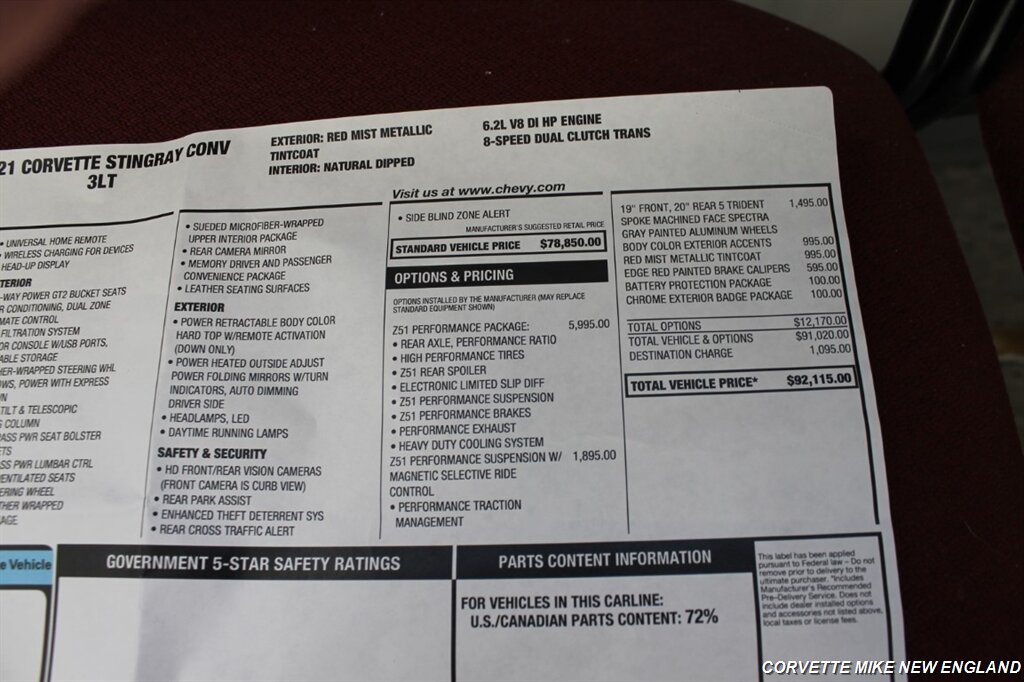 21 CORVETTE STINGRAY CONV
3LT
EXTERIOR: RED MIST METALLIC
TINTCOAT
INTERIOR: NATURAL DIPPED
6.2L V8 DI HP ENGINE
8-SPEED DUAL CLUTCH TRANS
• UNIVERSAL HOME REMOTE
• WIRELESS CHARGING FOR DEVICES
HEAD-UP DISPLAY
TERIOR
-WAY POWER GT2 BUCKET SEATS
R CONDITIONING, DUAL ZONE
MATE CONTROL
FILTRATION SYSTEM
OR CONSOLE W/USB PORTS,
ABLE STORAGE
HER-WRAPPED STEERING WHL
OWS, POWER WITH EXPRESS
N
TILT & TELESCOPIC
G COLUMN
PASS PWR SEAT BOLSTER
ETS
SS PWR LUMBAR CTRL
ENTILATED SEATS
ERING WHEEL
THER WRAPPED
AGE
• SUEDED MICROFIBER-WRAPPED
UPPER INTERIOR PACKAGE
• REAR CAMERA MIRROR
• MEMORY DRIVER AND PASSENGER
CONVENIENCE PACKAGE
• LEATHER SEATING SURFACES
EXTERIOR
• POWER RETRACTABLE BODY COLOR
HARD TOP W/REMOTE ACTIVATION
(DOWN ONLY)
• POWER HEATED OUTSIDE ADJUST
POWER FOLDING MIRRORS W/TURN
INDICATORS, AUTO DIMMING
DRIVER SIDE
• HEADLAMPS, LED
• DAYTIME RUNNING LAMPS
SAFETY & SECURITY
• HD FRONT/REAR VISION CAMERAS
(FRONT CAMERA IS CURB VIEW)
• REAR PARK ASSIST
• ENHANCED THEFT DETERRENT SYS
• REAR CROSS TRAFFIC ALERT
Visit us at www.chevy.com
• SIDE BLIND ZONE ALERT
MANUFACTURER'S SUGGESTED RETAIL PRICE
STANDARD VEHICLE PRICE $78,850.00
OPTIONS & PRICING
OPTIONS INSTALLED BY THE MANUFACTURER (MAY REPLACE
STANDARD EQUIPMENT SHOWN)
Z51 PERFORMANCE PACKAGE: 5,995.00
• REAR AXLE, PERFORMANCE RATIO
• HIGH PERFORMANCE TIRES
• Z51 REAR SPOILER
• ELECTRONIC LIMITED SLIP DIFF
• Z51 PERFORMANCE SUSPENSION
• Z51 PERFORMANCE BRAKES
• PERFORMANCE EXHAUST
• HEAVY DUTY COOLING SYSTEM
Z51 PERFORMANCE SUSPENSION W/ 1,895.00
MAGNETIC SELECTIVE RIDE
CONTROL
• PERFORMANCE TRACTION
MANAGEMENT
19" FRONT, 20" REAR 5 TRIDENT 1,495.00
SPOKE MACHINED FACE SPECTRA
GRAY PAINTED ALUMINUM WHEELS
BODY COLOR EXTERIOR ACCENTS 995.00
RED MIST METALLIC TINTCOAT 995.00
EDGE RED PAINTED BRAKE CALIPERS 595.00
BATTERY PROTECTION PACKAGE 100.00
CHROME EXTERIOR BADGE PACKAGE 100.00
TOTAL OPTIONS $12,170.00
TOTAL VEHICLE & OPTIONS $91,020.00
DESTINATION CHARGE 1,095.00
TOTAL VEHICLE PRICE* $92,115.00
e Vehicle
GOVERNMENT 5-STAR SAFETY RATINGS
PARTS CONTENT INFORMATION
FOR VEHICLES IN THIS CARLINE:
U.S./CANADIAN PARTS CONTENT: 72%
This label has been applied
pursuant to Federal law – Do not
remove prior to delivery to the
ultimate purchaser. *Includes
Manufacturer's Recommended
Pre-Delivery Service. Does not
include dealer installed options
and accessories not listed above,
local taxes or license fees.
CORVETTE MIKE NEW ENGLAND